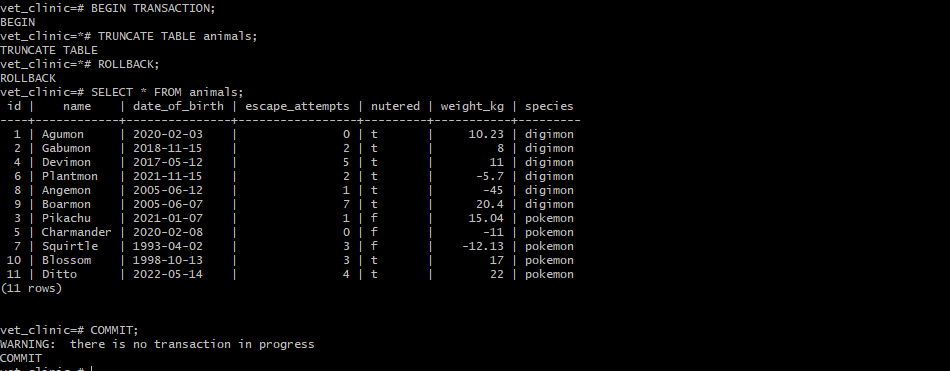 vet_clinic=# BEGIN TRANSACTION;
BEGIN
vet_clinic=*# TRUNCATE TABLE animals;
TRUNCATE TABLE
vet_clinic=*# ROLLBACK;
ROLLBACK
vet_clinic=# SELECT * FROM animals;
 id |    name    | date_of_birth | escape_attempts | nutered | weight_kg | species
----+------------+---------------+-----------------+---------+-----------+---------
  1 | Agumon     | 2020-02-03    |               0 | t       |     10.23 | digimon
  2 | Gabumon    | 2018-11-15    |               2 | t       |         8 | digimon
  4 | Devimon    | 2017-05-12    |               5 | t       |        11 | digimon
  6 | Plantmon   | 2021-11-15    |               2 | t       |      -5.7 | digimon
  8 | Angemon    | 2005-06-12    |               1 | t       |       -45 | digimon
  9 | Boarmon    | 2005-06-07    |               7 | t       |      20.4 | digimon
  3 | Pikachu    | 2021-01-07    |               1 | f       |     15.04 | pokemon
  5 | Charmander | 2020-02-08    |               0 | f       |       -11 | pokemon
  7 | Squirtle   | 1993-04-02    |               3 | f       |    -12.13 | pokemon
 10 | Blossom    | 1998-10-13    |               3 | t       |        17 | pokemon
 11 | Ditto      | 2022-05-14    |               4 | t       |        22 | pokemon
(11 rows)
vet_clinic=# COMMIT;
WARNING:  there is no transaction in progress
COMMIT
vet_clinic=#